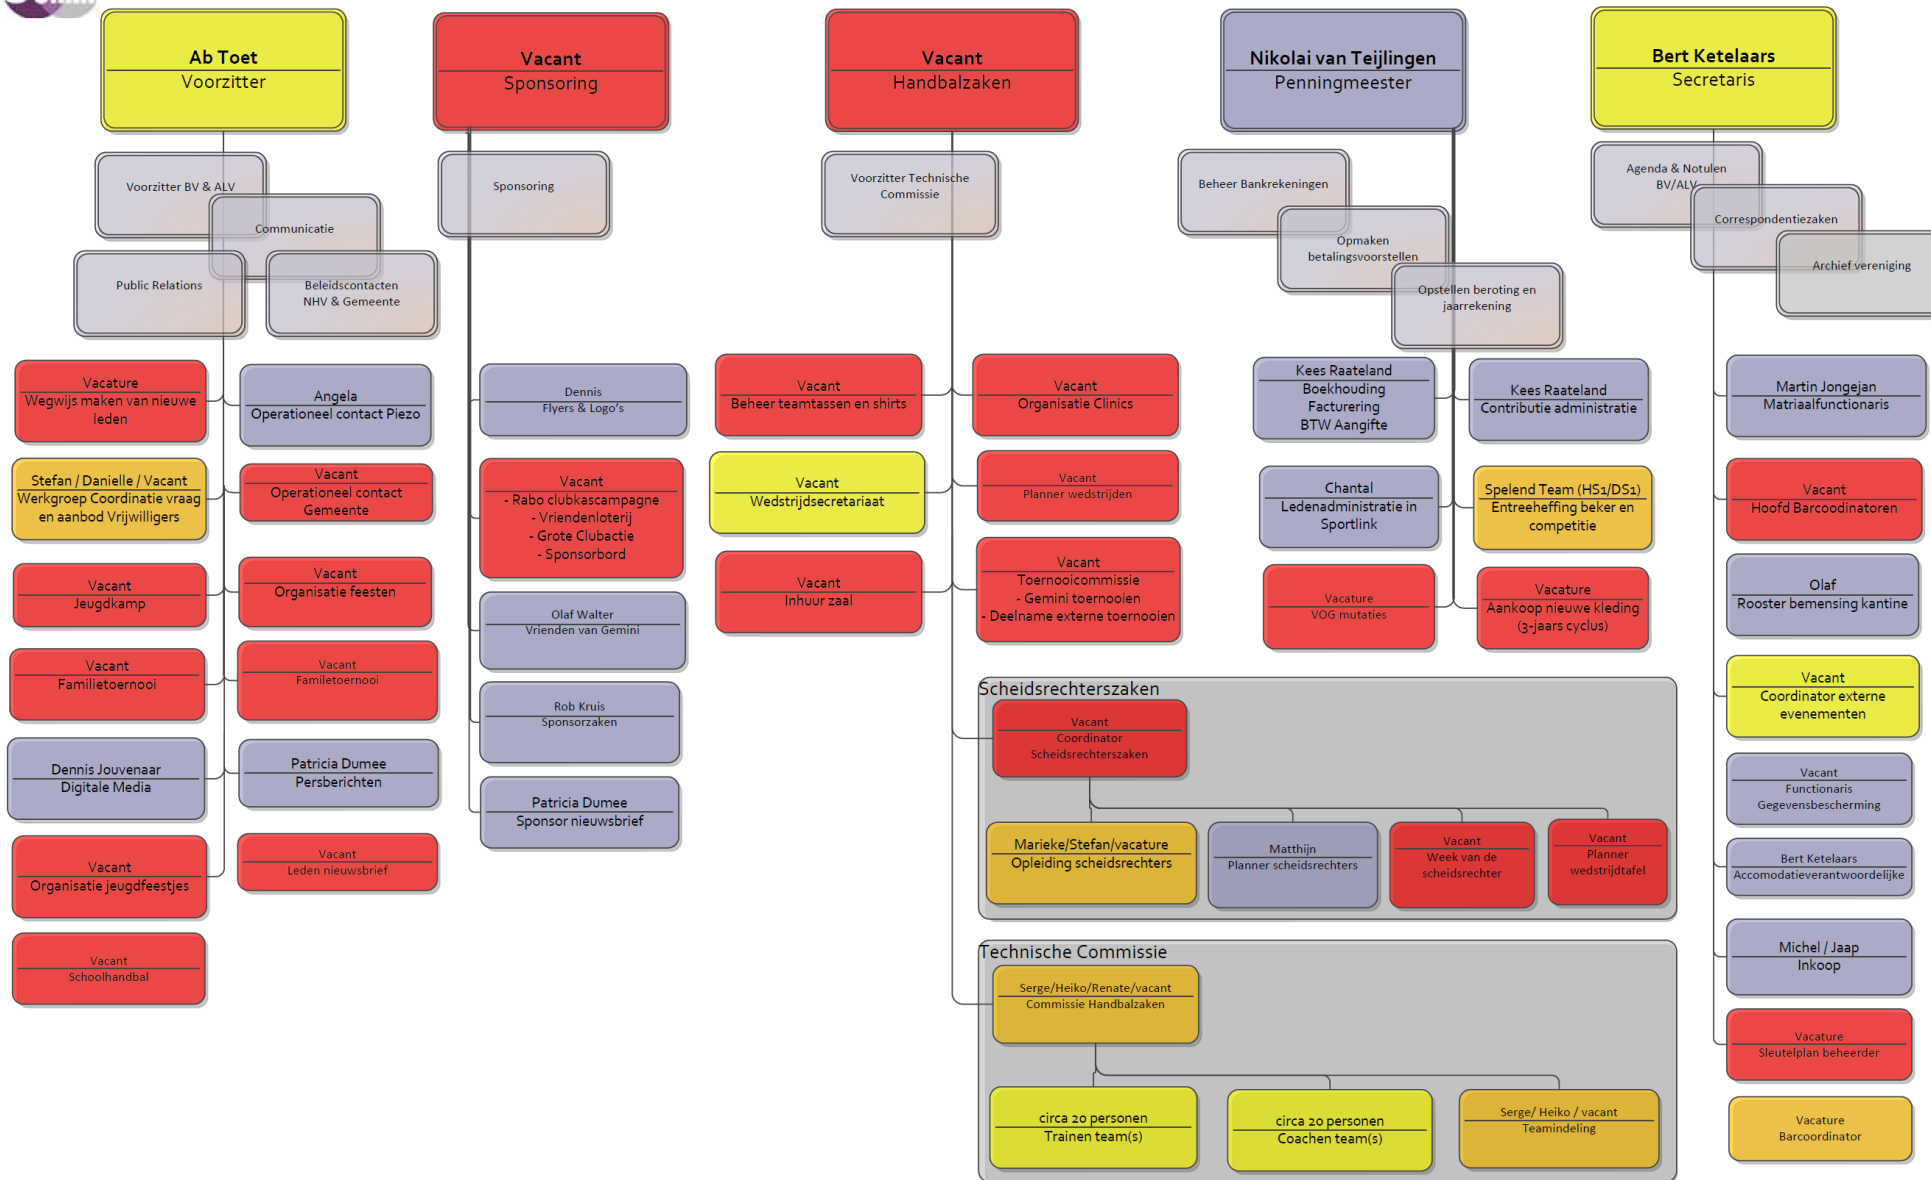 Ab Toet
Voorzitter
Vacant
Sponsoring
Vacant
Handbalzaken
Nikolai van Teijlingen
Penningmeester
Bert Ketelaars
Secretaris
Voorzitter BV & ALV
Communicatie
Public Relations
Beleidscontacten
NHV & Gemeente
Sponsoring
Voorzitter Technische
Commissie
Beheer Bankrekeningen
Opmaken
betalingsvoorstellen
Opstellen beroting en
jaarrekening
Agenda & Notulen
BV/ALV
Correspondentiezaken
Archief vereniging
Vacature
Wegwijs maken van nieuwe
leden
Angela
Operationeel contact Piezo
Stefan / Danielle / Vacant
Werkgroep Coordinatie vraag
en aanbod Vrijwilligers
Vacant
Operationeel contact
Gemeente
Vacant
Jeugdkamp
Vacant
Organisatie feesten
Vacant
Familietoernooi
Vacant
Familetoernooi
Dennis Jouvenaar
Digitale Media
Patricia Dumee
Persberichten
Vacant
Organisatie jeugdfeestjes
Vacant
Leden nieuwsbrief
Vacant
Schoolhandbal
Dennis
Flyers & Logo's
Vacant
- Rabo clubkascampagne
- Vriendenloterij
- Grote Clubactie
- Sponsorbord
Olaf Walter
Vrienden van Gemini
Rob Kruis
Sponsorzaken
Patricia Dumee
Sponsor nieuwsbrief
Vacant
Beheer teamtassen en shirts
Vacant
Organisatie Clinics
Vacant
Wedstrijdsecretariaat
Vacant
Planner wedstrijden
Vacant
Inhuur zaal
Vacant
Toernooicommissie
- Gemini toernooien
- Deelname externe toernooien
Scheidsrechterszaken
Vacant
Coordinator
Scheidsrechterszaken
Marieke/Stefan/vacature
Opleiding scheidsrechters
Matthijn
Planner scheidsrechters
Vacant
Week van de
scheidsrechter
Vacant
Planner
wedstrijdtafel
Technische Commissie
Serge/Heiko/Renate/vacant
Commissie Handbalzaken
circa 20 personen
Trainen team(s)
circa 20 personen
Coachen team(s)
Serge/ Heiko / vacant
Teamindeling
Kees Raateland
Boekhouding
Facturering
BTW Aangifte
Kees Raateland
Contributie administratie
Chantal
Ledenadministratie in
Sportlink
Spelend Team (HS1/DS1)
Entreeheffing beker en
competitie
Vacature
VOG mutaties
Vacature
Aankoop nieuwe kleding
(3-jaars cyclus)
Martin Jongejan
Matriaalfunctionaris
Vacant
Hoofd Barcoodinatoren
Olaf
Rooster bemensing kantine
Vacant
Coordinator externe
evenementen
Vacant
Functionaris
Gegevensbescherming
Bert Ketelaars
Accomodatieverantwoordelijke
Michel / Jaap
Inkoop
Vacature
Sleutelplan beheerder
Vacature
Barcoordinator